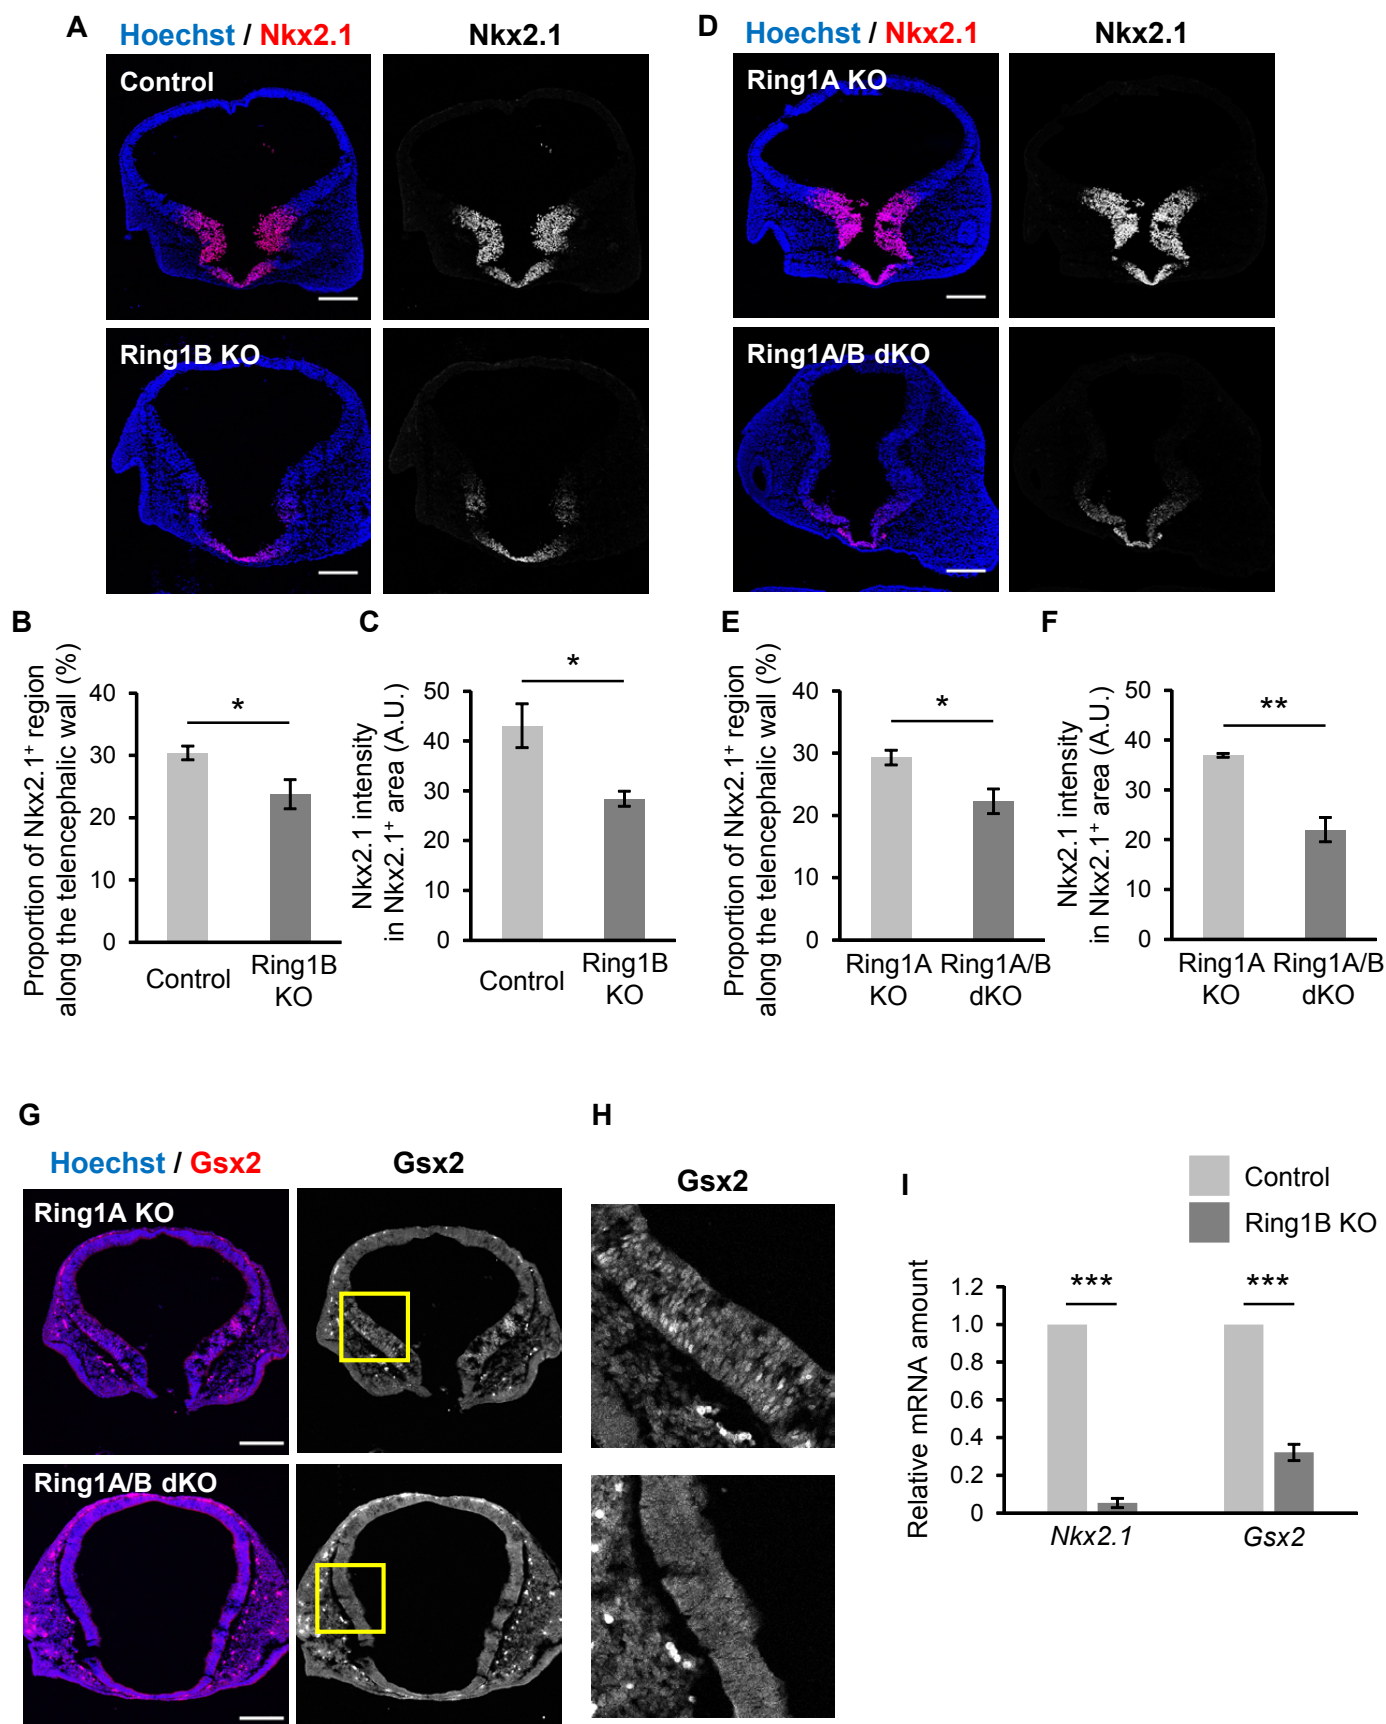 A
Hoechst / Nkx2.1
Nkx2.1
Control
Ring1B KO
D
Hoechst / Nkx2.1
Nkx2.1
Ring1A KO
Ring1A/B dKO
B
Proportion of Nkx2.1⁺ region
along the telencephalic wall (%)
40
30
20
10
0
*
Control
Ring1B
KO
C
Nkx2.1 intensity
in Nkx2.1⁺ area (A.U.)
50
40
30
20
10
0
*
Control
Ring1B
KO
E
Proportion of Nkx2.1⁺ region
along the telencephalic wall (%)
40
30
20
10
0
*
Ring1A
KO
Ring1A/B
dKO
F
Nkx2.1 intensity
in Nkx2.1⁺ area (A.U.)
50
40
30
20
10
0
**
Ring1A
KO
Ring1A/B
dKO
G
Hoechst / Gsx2
Gsx2
Ring1A KO
Ring1A/B dKO
H
Gsx2
I
Control
Ring1B KO
Relative mRNA amount
1.2
1.0
0.8
0.6
0.4
0.2
0
***
***
Nkx2.1
Gsx2